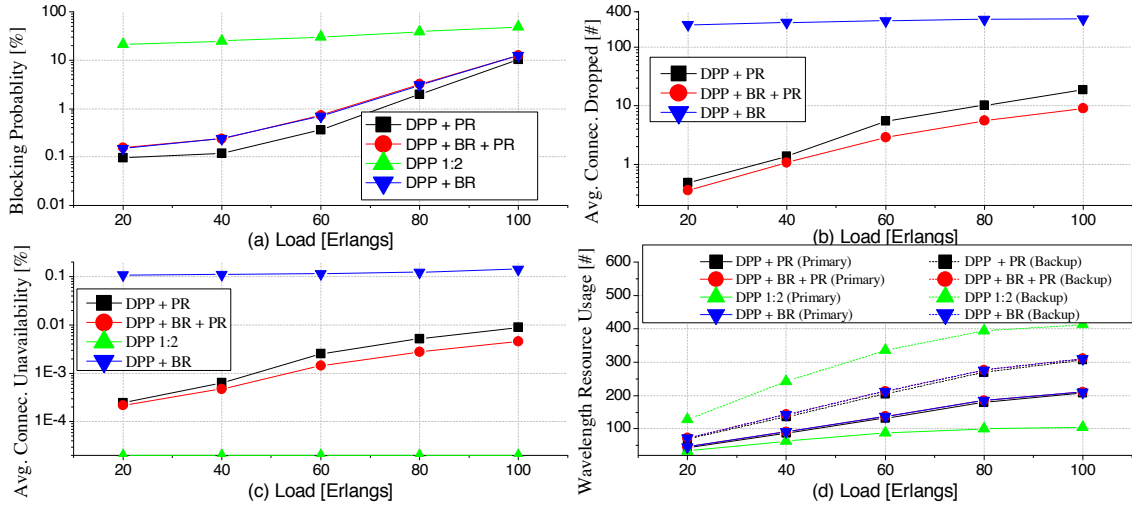 Blocking Probablity [%]
100
10
1
0.1
0.01
DPP + PR
DPP + BR + PR
DPP 1:2
DPP + BR
20 40 60 80 100
(a) Load [Erlangs]
Avg. Connec. Dropped [#]
400
100
10
1
DPP + PR
DPP + BR + PR
DPP + BR
20 40 60 80 100
(b) Load [Erlangs]
Avg. Connec. Unavailability [%]
0.1
0.01
1E-3
1E-4
DPP + PR
DPP + BR + PR
DPP 1:2
DPP + BR
20 40 60 80 100
(c) Load [Erlangs]
Wavelength Resource Usage [#]
600
500
400
300
200
100
DPP + PR (Primary) DPP + PR (Backup)
DPP + BR + PR (Primary) DPP + BR + PR (Backup)
DPP 1:2 (Primary) DPP 1:2 (Backup)
DPP + BR (Primary) DPP + BR (Backup)
20 40 60 80 100
(d) Load [Erlangs]